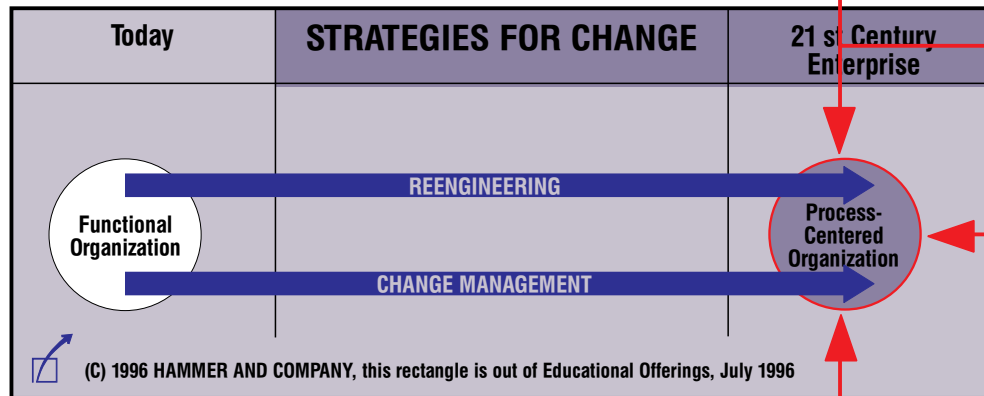 Today
STRATEGIES FOR CHANGE
21 st Century
Enterprise
REENGINEERING
Functional
Organization
Process-
Centered
Organization
CHANGE MANAGEMENT
(C) 1996 HAMMER AND COMPANY, this rectangle is out of Educational Offerings, July 1996